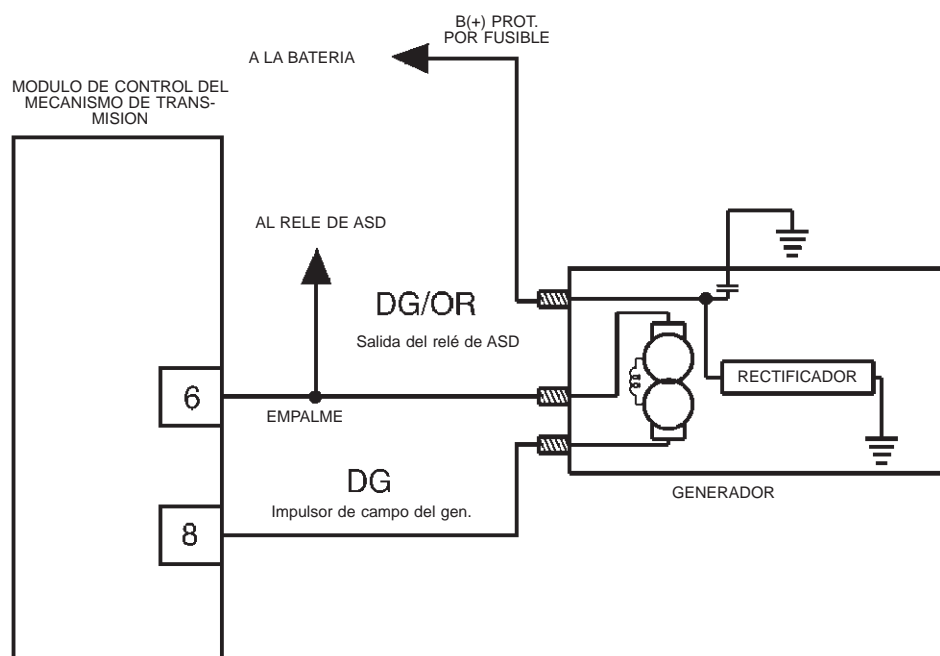 B(+) PROT.
POR FUSIBLE
A LA BATERIA
MODULO DE CONTROL DEL
MECANISMO DE TRANS-
MISION
AL RELE DE ASD
DG/OR
Salida del relé de ASD
RECTIFICADOR
6
EMPALME
GENERADOR
DG
Impulsor de campo del gen.
8